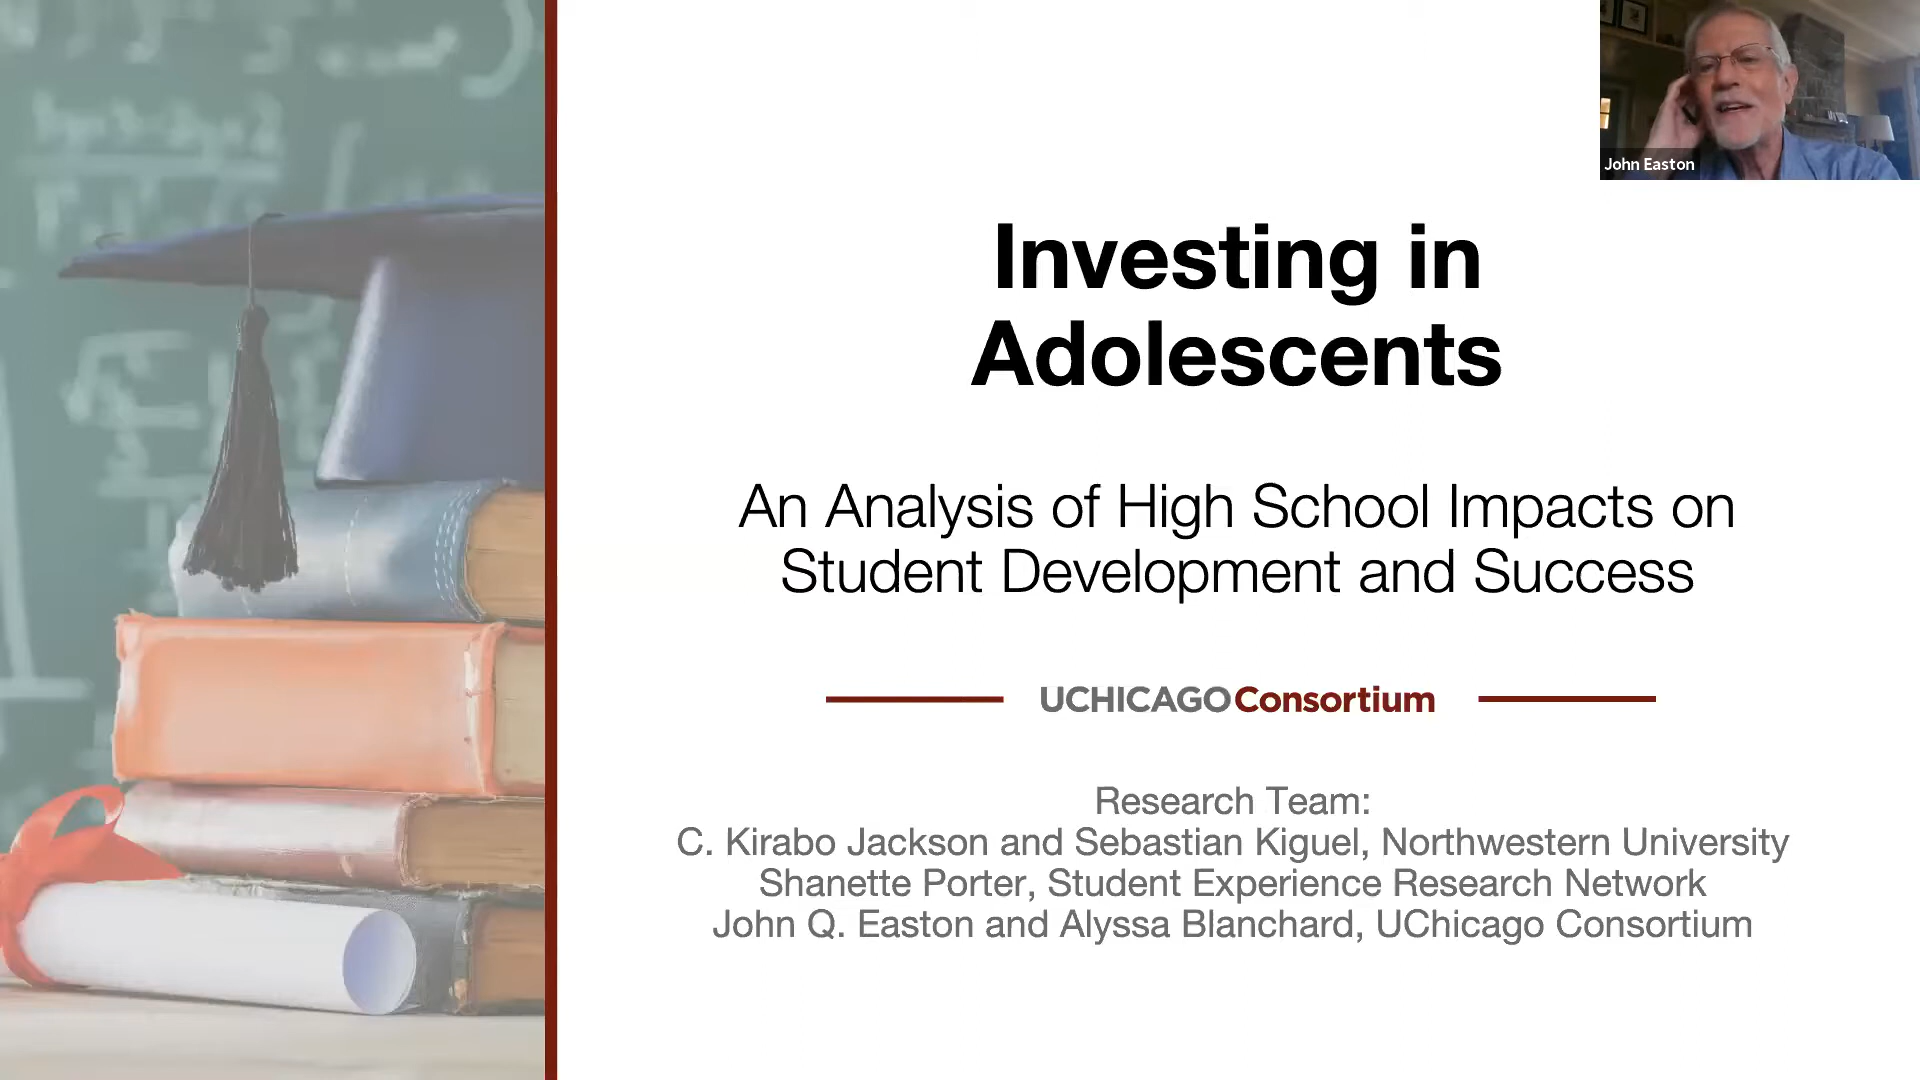 John Easton
Investing in
Adolescents
An Analysis of High School Impacts on
Student Development and Success
UCHICAGOConsortium
Research Team:
C. Kirabo Jackson and Sebastian Kiguel, Northwestern University
Shanette Porter, Student Experience Research Network
John Q. Easton and Alyssa Blanchard, UChicago Consortium